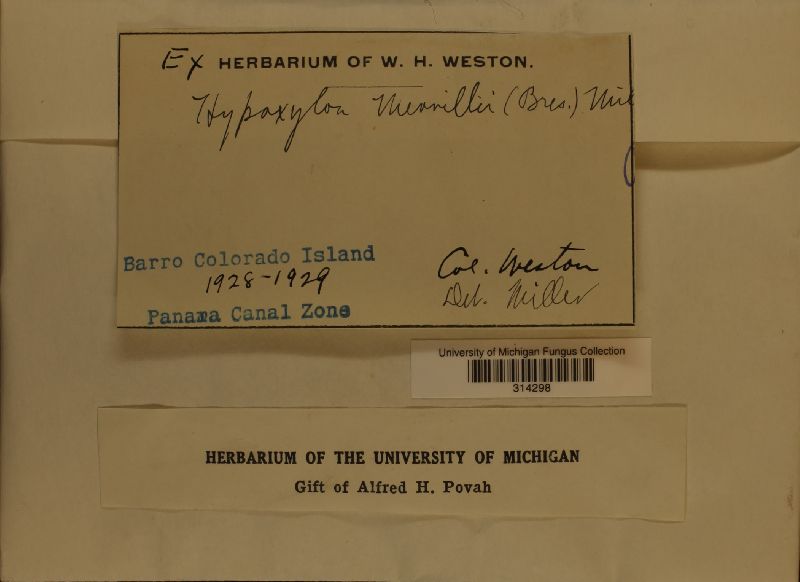 Ex HERBARIUM OF W. H. WESTON.
Hypoxylon Merrillii (Bres.) Mil
Barro Colorado Island
1928-1929
Panama Canal Zone
Col. Weston
Det. Miller
University of Michigan Fungus Collection
314298
HERBARIUM OF THE UNIVERSITY OF MICHIGAN
Gift of Alfred H. Povah